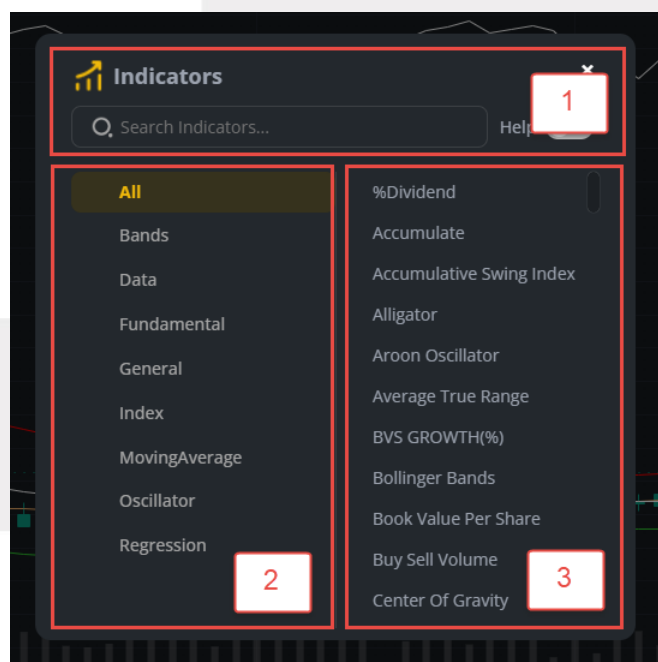 Indicators
1
Search Indicators...
Help
All
Bands
Data
Fundamental
General
Index
MovingAverage
Oscillator
Regression
2
%Dividend
Accumulate
Accumulative Swing Index
Alligator
Aroon Oscillator
Average True Range
BVS GROWTH(%)
Bollinger Bands
Book Value Per Share
Buy Sell Volume
Center Of Gravity
3